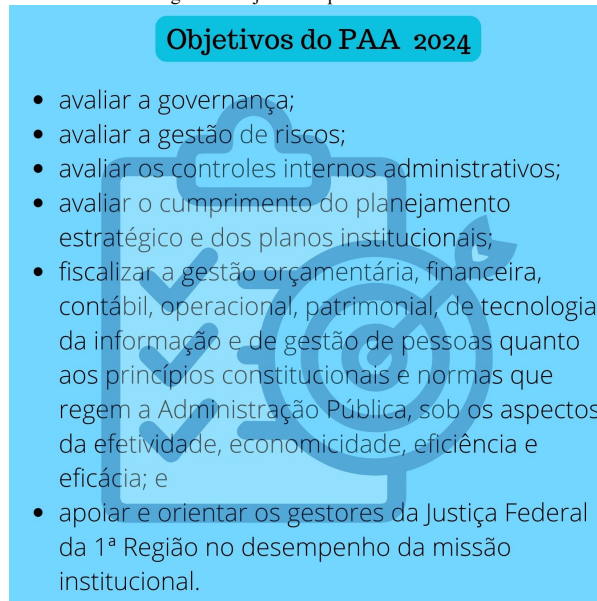 Objetivos do PAA 2024
• avaliar a governança;
• avaliar a gestão de riscos;
• avaliar os controles internos administrativos;
• avaliar o cumprimento do planejamento
estratégico e dos planos institucionais;
• fiscalizar a gestão orçamentária, financeira,
contábil, operacional, patrimonial, de tecnologia
da informação e de gestão de pessoas quanto
aos princípios constitucionais e normas que
regem a Administração Pública, sob os aspectos
da efetividade, economicidade, eficiência e
eficácia; e
• apoiar e orientar os gestores da Justiça Federal
da 1ª Região no desempenho da missão
institucional.